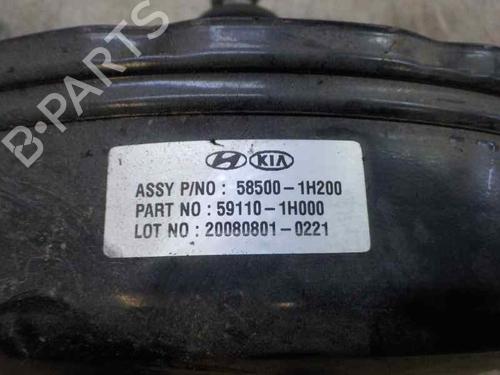 B-PARTS
KIA
ASSY P/NO : 58500-1H200
PART NO : 59110-1H000
LOT NO : 20080801-0221